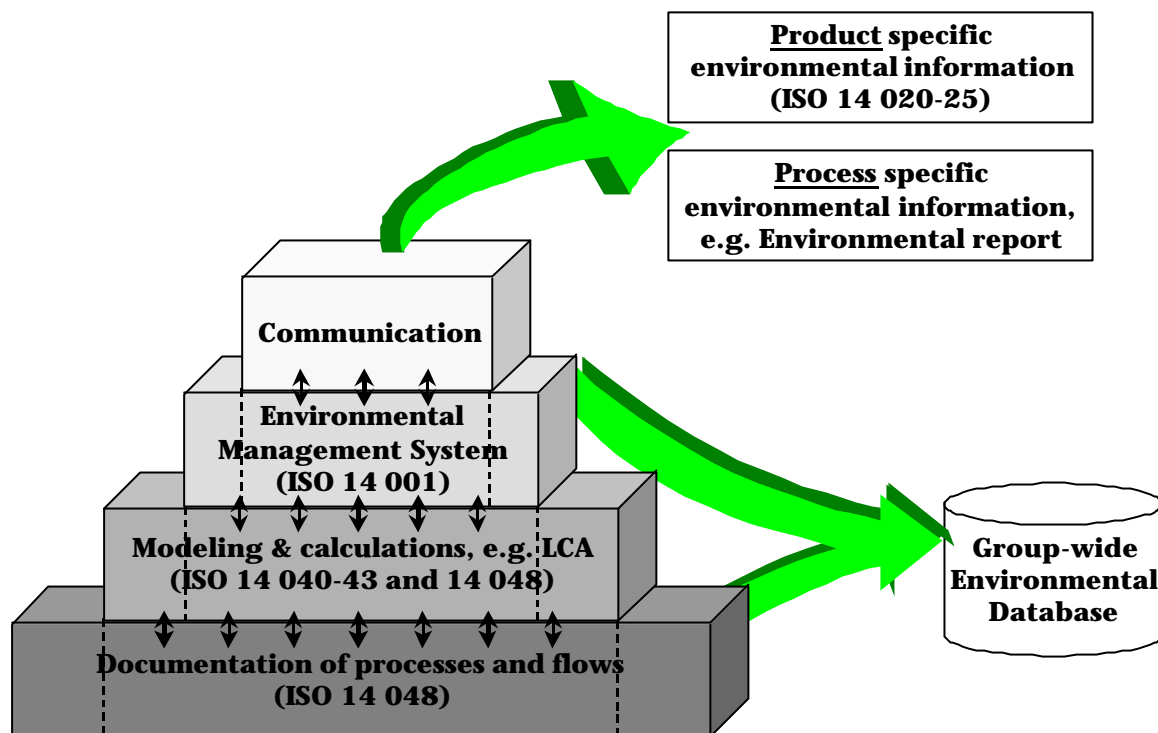 Product specific
environmental information
(ISO 14 020-25)
Process specific
environmental information,
e.g. Environmental report
Communication
Environmental
Management System
(ISO 14 001)
Modeling & calculations, e.g. LCA
(ISO 14 040-43 and 14 048)
Documentation of processes and flows
(ISO 14 048)
Group-wide
Environmental
Database